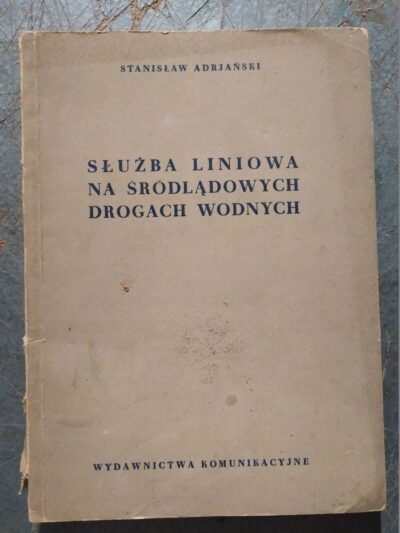 STANISŁAW ADRJAŃSKI
SŁUŻBA LINIOWA
NA ŚRÓDLĄDOWYCH
DROGACH WODNYCH
WYDAWNICTWA KOMUNIKACYJNE